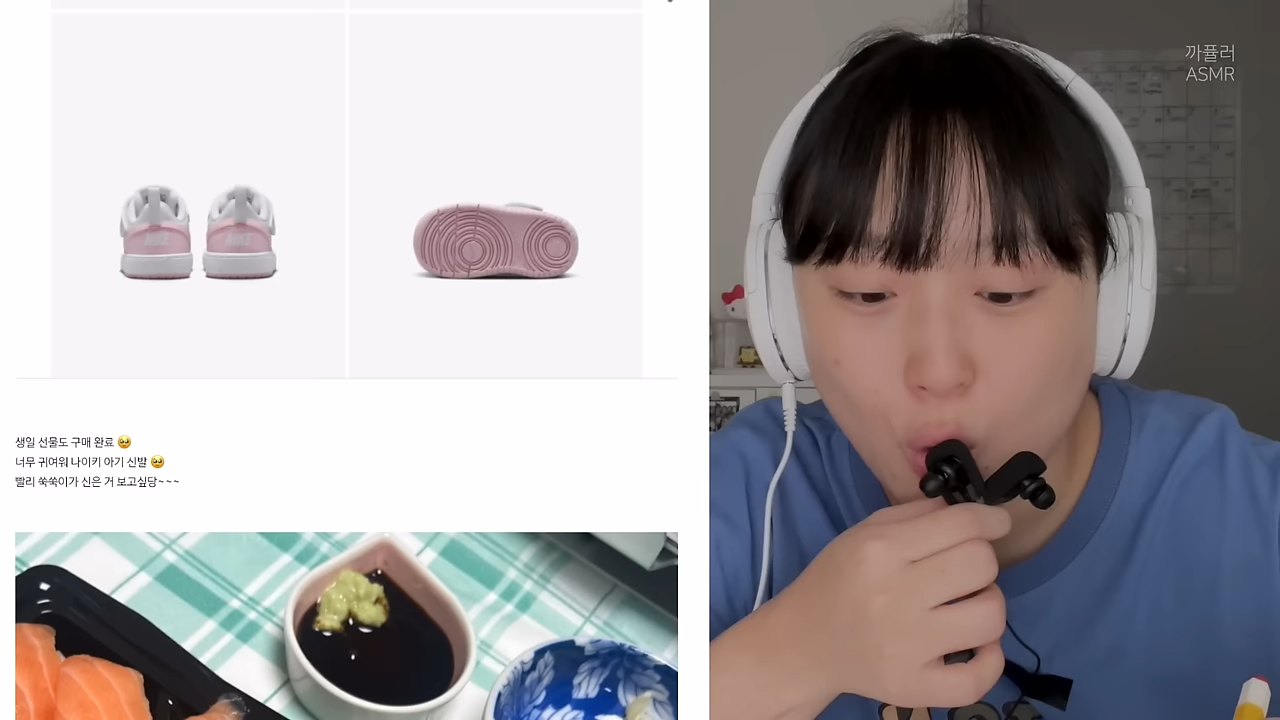 생일 선물도 구매 완료 🥹
너무 귀여워 나이키 아기 신발 🥹
빨리 쑥쑥이가 신은 거 보고싶당~~~
까퓰러
ASMR